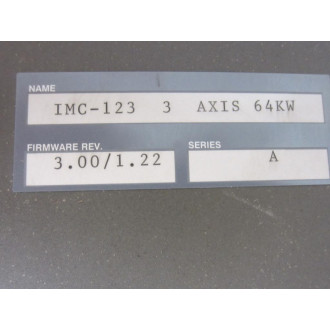 NAME
IMC-123 3 AXIS 64KW
FIRMWARE REV. SERIES
3.00/1.22 A